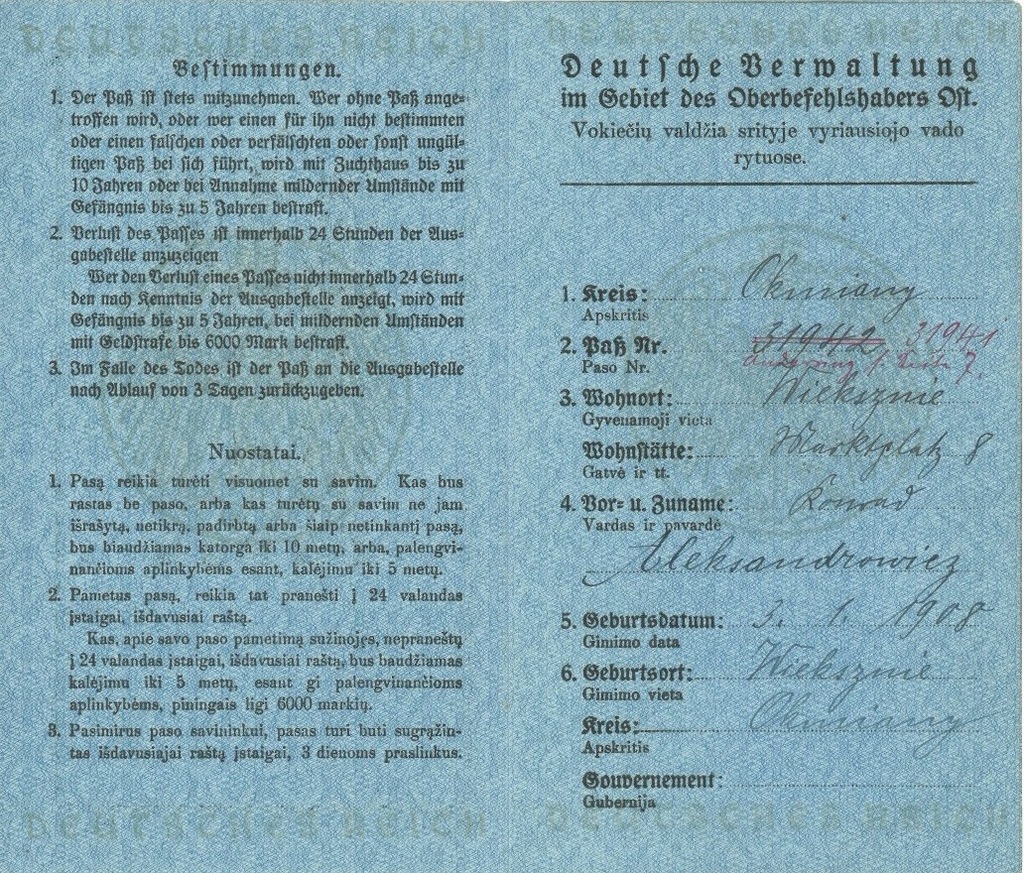 DEUTSCHES REICH
Bestimmungen.
1. Der Paß ist stets mitzunehmen. Wer ohne Paß ange-
troffen wird, oder wer einen für ihn nicht bestimmten
oder einen falschen oder verfälschten oder sonst ungül-
tigen Paß bei sich führt, wird mit Zuchthaus bis zu
10 Jahren oder bei Annahme mildernder Umstände mit
Gefängnis bis zu 5 Jahren bestraft.
2. Verlust des Passes ist innerhalb 24 Stunden der Aus-
gabestelle anzuzeigen
Wer den Verlust eines Passes nicht innerhalb 24 Stun-
den nach Kenntnis der Ausgabestelle anzeigt, wird mit
Gefängnis bis zu 5 Jahren, bei mildernden Umständen
mit Geldstrafe bis 6000 Mark bestraft.
3. Im Falle des Todes ist der Paß an die Ausgabestelle
nach Ablauf von 3 Tagen zurückzugeben.
Nuostatai.
1. Pasą reikia turėti visuomet su savim. Kas bus
rastas be paso, arba kas turėtų su savim ne jam
išrašytą, netikrą, padirbtą arba šiaip netinkantį pasą,
bus biaudžiamas katorga iki 10 metų, arba, palengvi-
nančioms aplinkybėms esant, kalėjimu iki 5 metų.
2. Pametus pasą, reikia tat pranešti į 24 valandas
įstaigai, išdavusiai raštą.
Kas, apie savo paso pametimą sužinojęs, nepraneštų
į 24 valandas įstaigai, išdavusiai raštą, bus baudžiamas
kalėjimu iki 5 metų, esant gi palengvinančioms
aplinkybėms, piningais ligi 6000 markių.
3. Pasimirus paso savininkui, pasas turi buti sugrąžin-
tas išdavusiajai raštą įstaigai, 3 dienoms praslinkus.
DEUTSCHES REICH
DEUTSCHES REICH
Deutsche Verwaltung
im Gebiet des Oberbefehlshabers Ost.
Vokiečių valdžia srityje vyriausiojo vado
rytuose.
1. Kreis: Okmiany
Apskritis
2. Paß Nr. 31942 31941
Paso Nr.
3. Wohnort: Wieksznie
Gyvenamoji vieta
Wohnstätte: Marktplatz 8
Gatvė ir tt.
4. Vor- u. Zuname: Konrad
Vardas ir pavardė
Aleksandrowicz
5. Geburtsdatum: 3. 1. 1908
Gimimo data
6. Geburtsort: Wieksznie
Gimimo vieta
Kreis: Okmiany
Apskritis
Gouvernement:
Gubernija
DEUTSCHES REICH